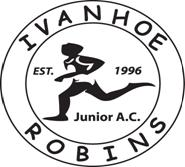 IVANHOE
EST. 1996
Junior A.C.
ROBINS